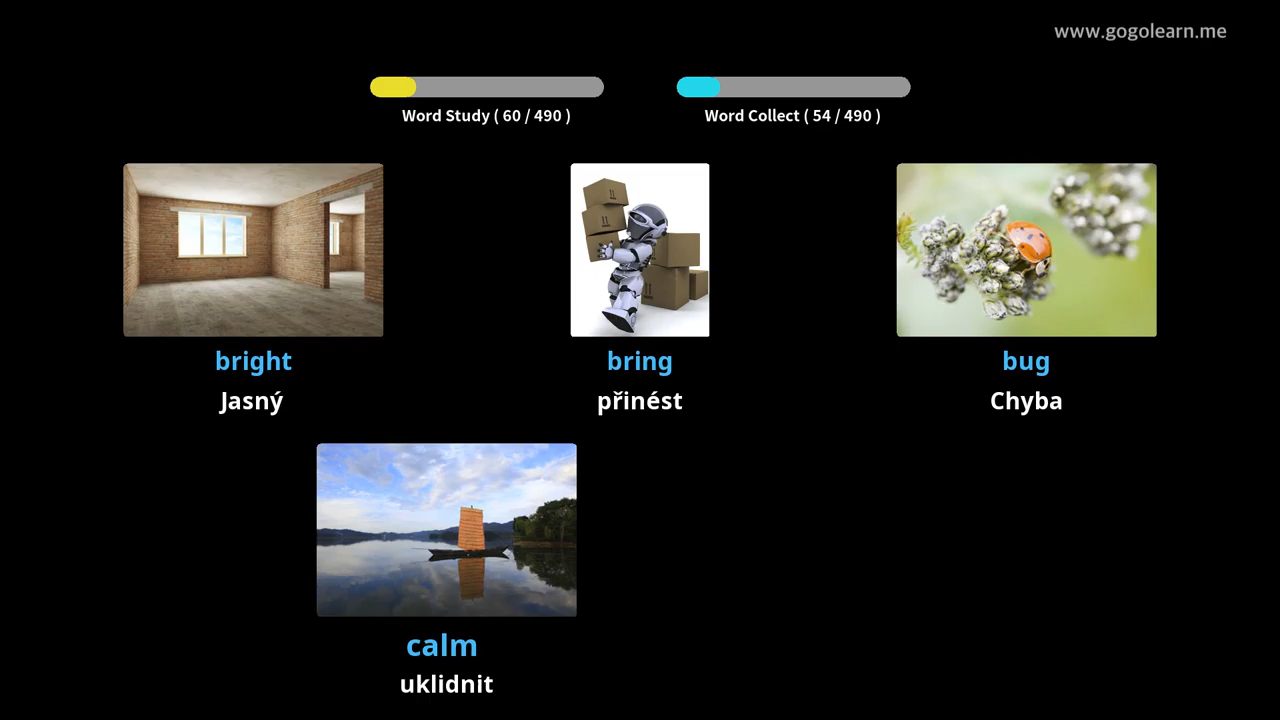 www.gogolearn.me
Word Study ( 60 / 490 )
Word Collect ( 54 / 490 )
bright
Jasný
bring
přinést
bug
Chyba
calm
uklidnit